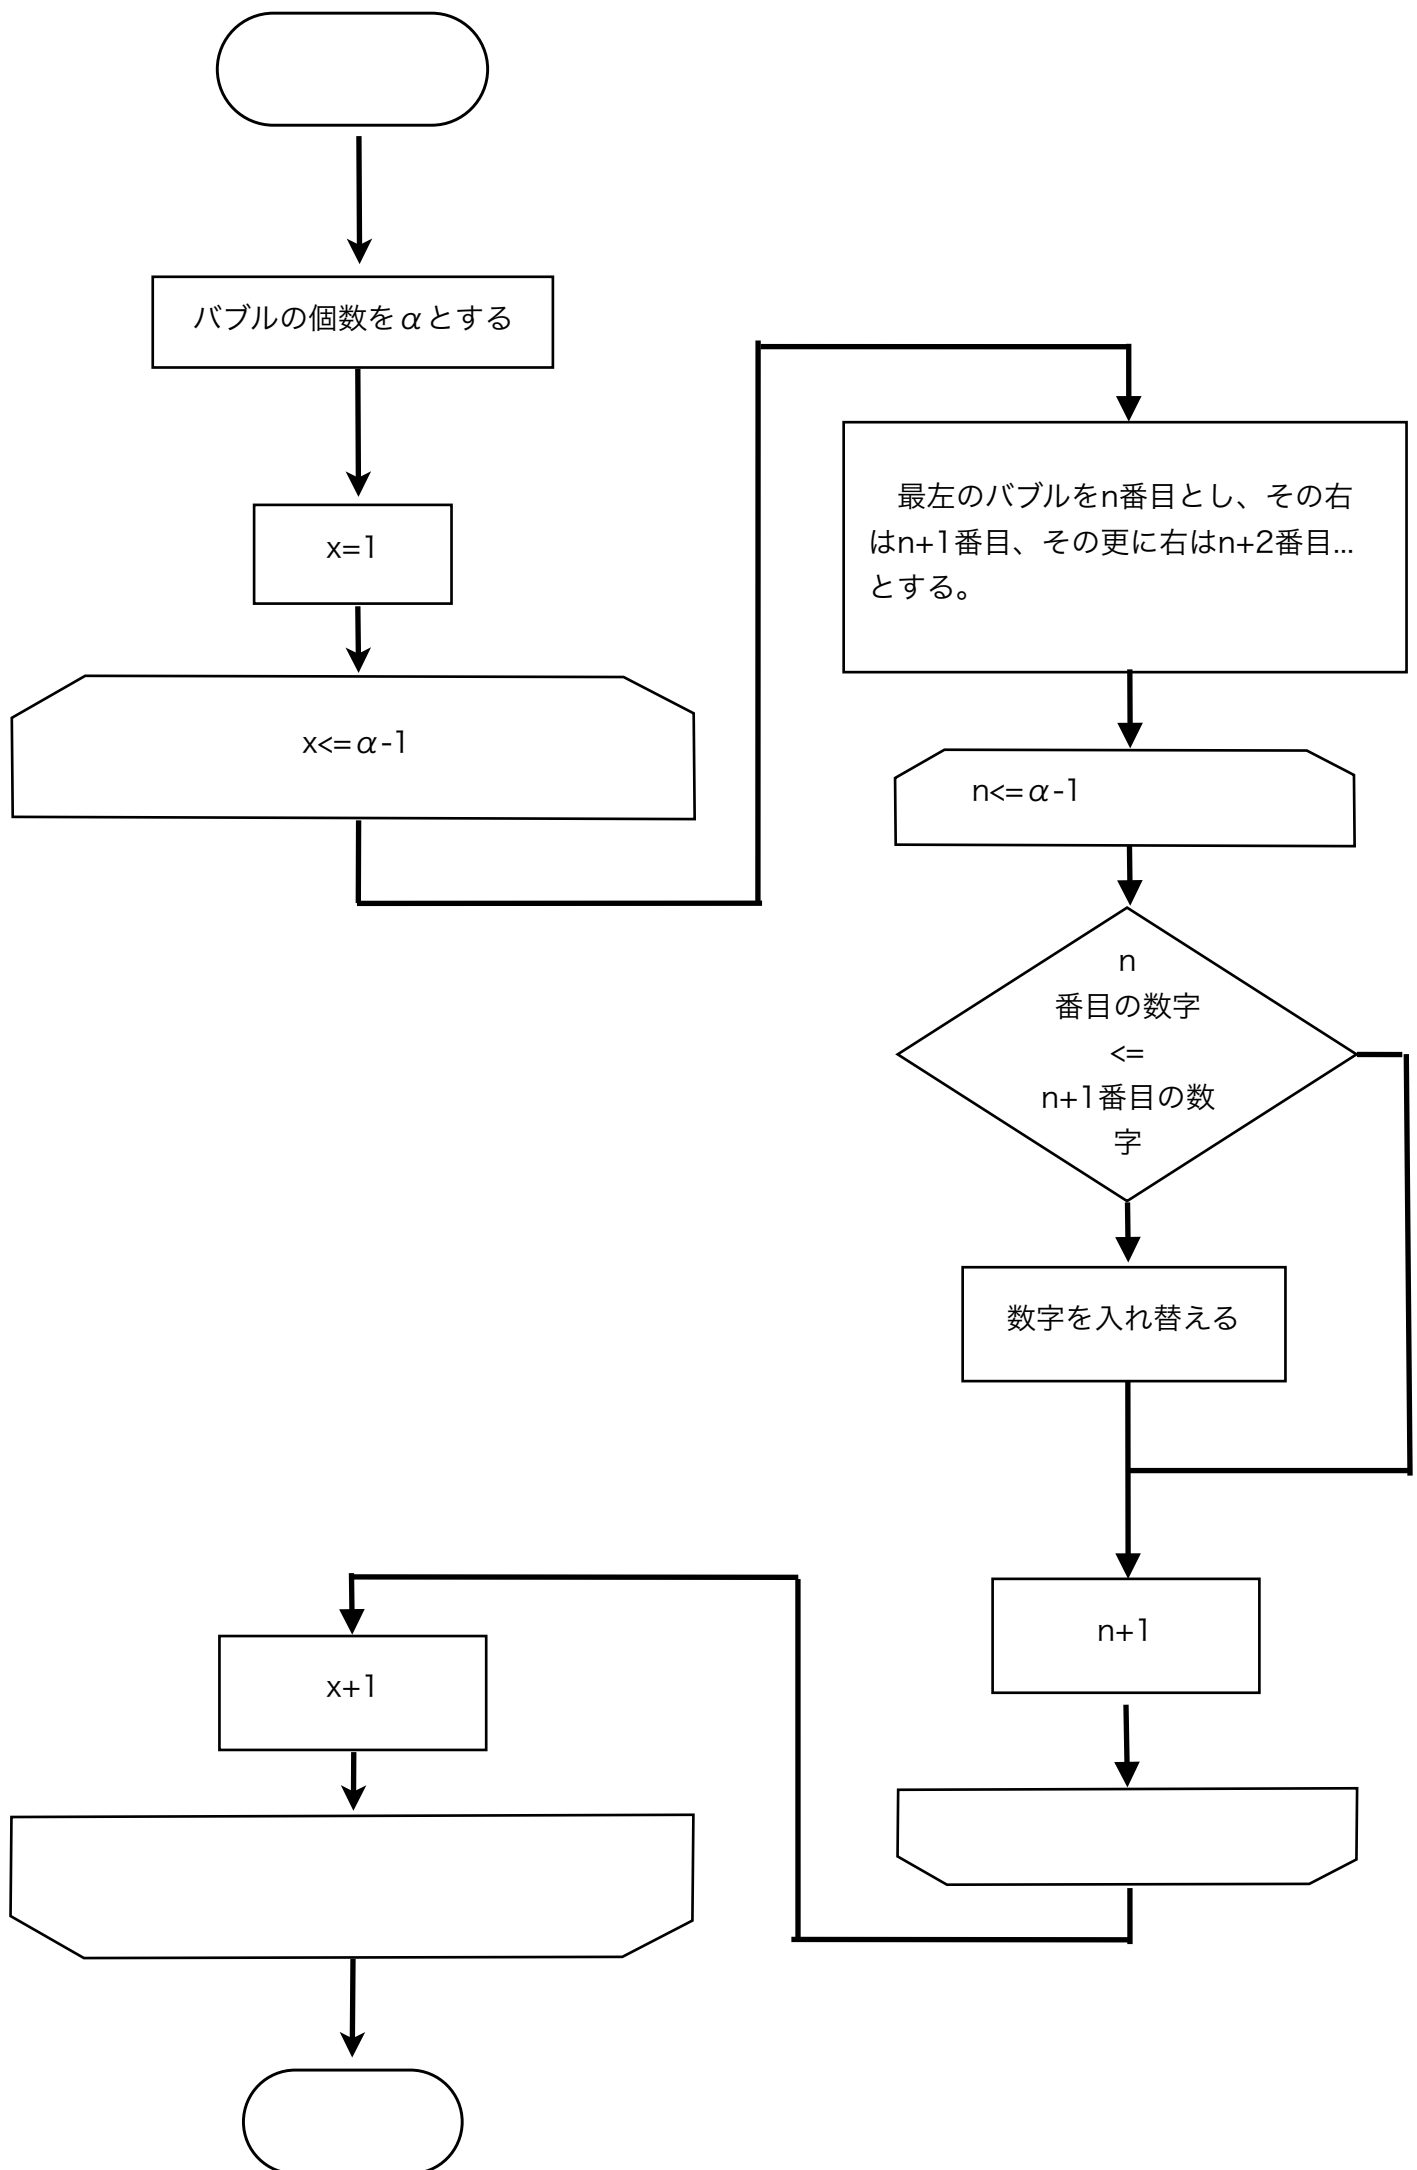 バブルの個数をαとする
x=1
x<=α-1
最左のバブルをn番目とし、その右
はn+1番目、その更に右はn+2番目...
とする。
n<=α-1
n
番目の数字
<=
n+1番目の数
字
数字を入れ替える
n+1
x+1